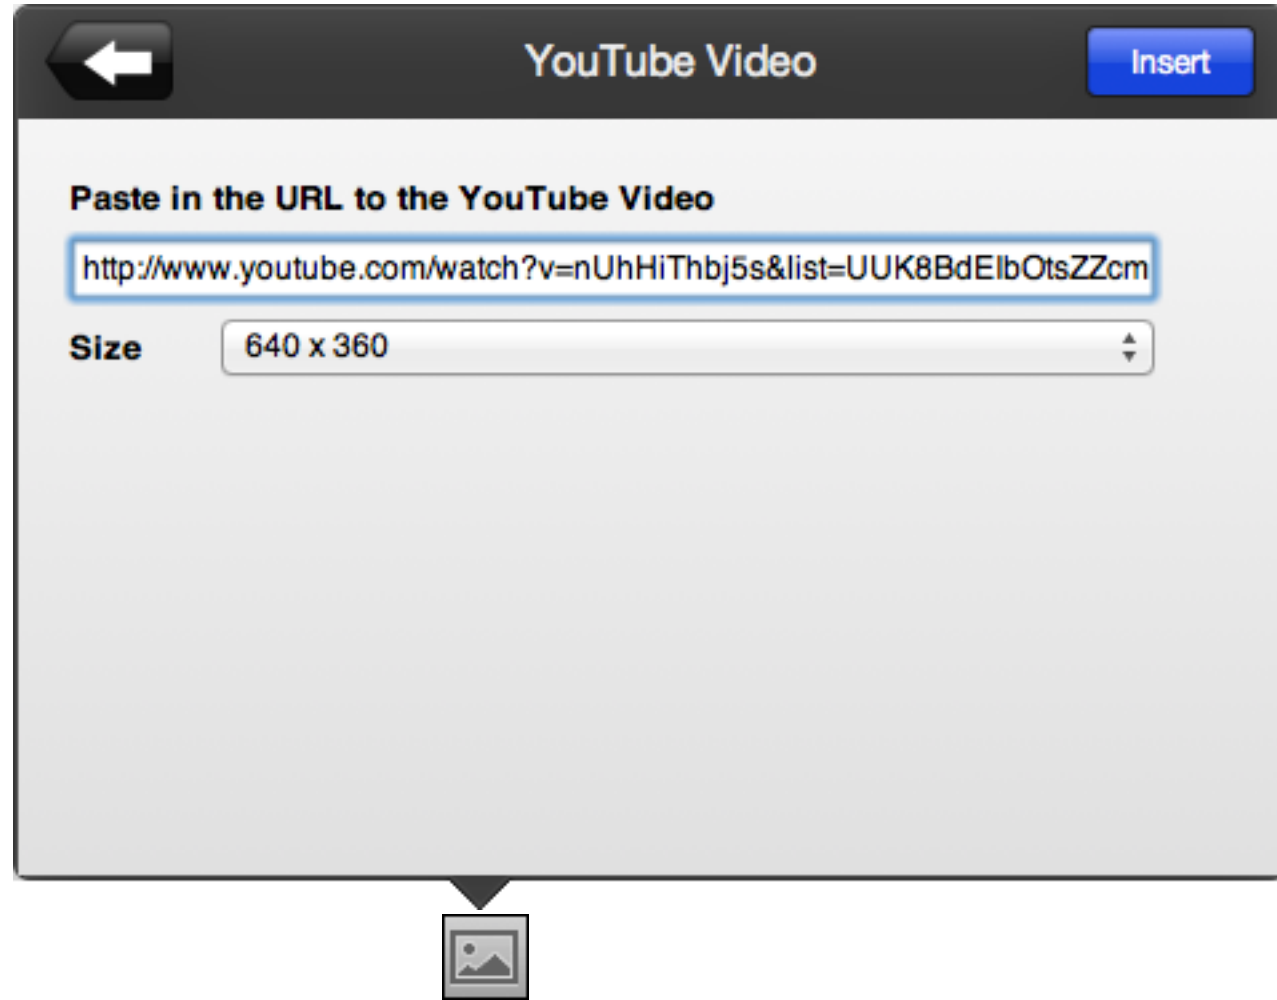 YouTube Video
Insert
Paste in the URL to the YouTube Video
http://www.youtube.com/watch?v=nUhHiThbj5s&list=UUK8BdElbOtsZZcm
Size
640 x 360